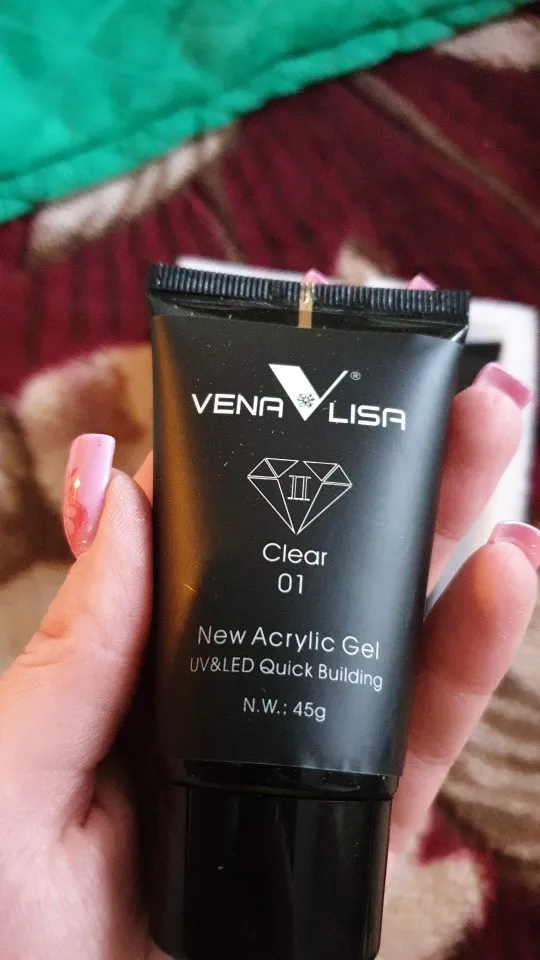 VENA LISA ®
II
Clear
01
New Acrylic Gel
UV&LED Quick Building
N.W.: 45g